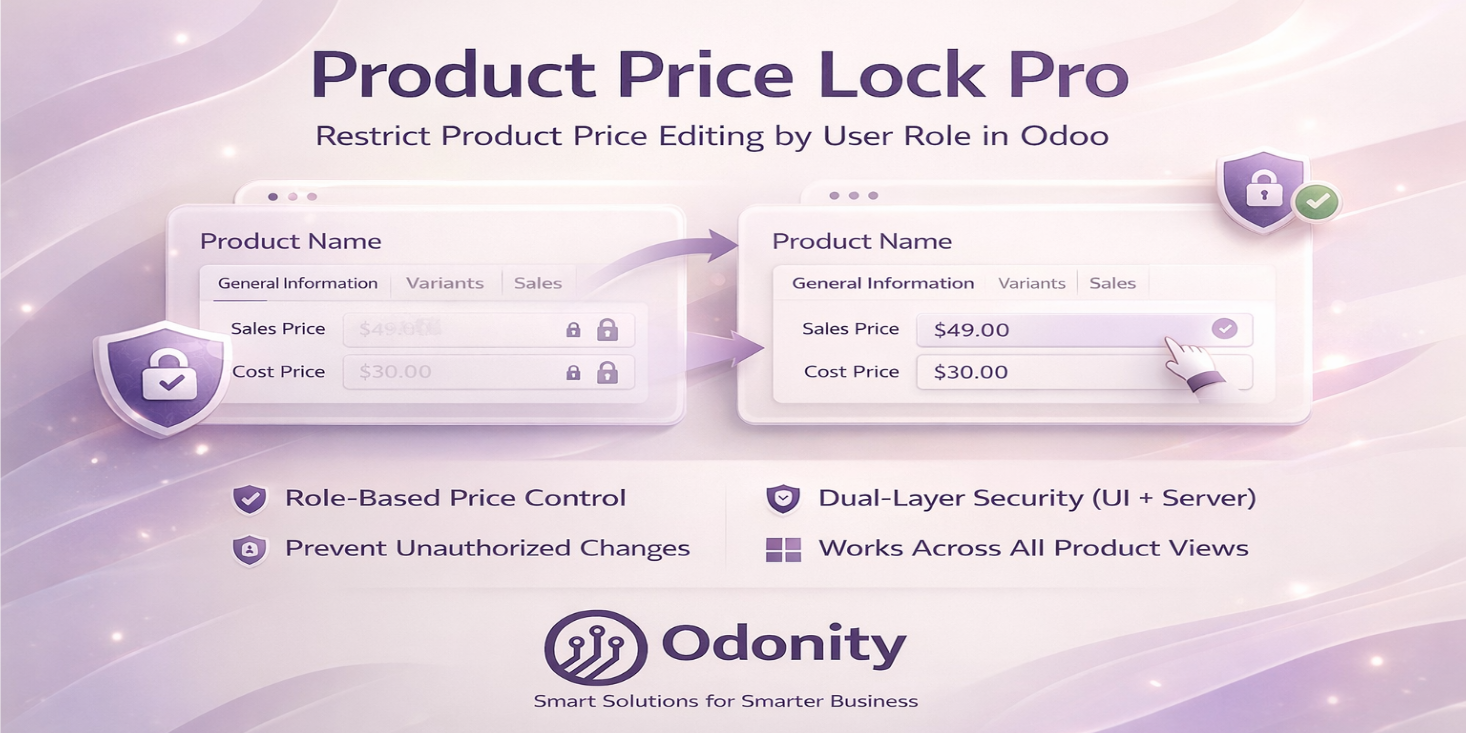 Product Price Lock Pro
Restrict Product Price Editing by User Role in Odoo
Product Name
General Information Variants Sales
Sales Price
Cost Price $30.00
Product Name
General Information Variants Sales
Sales Price $49.00
Cost Price $30.00
Role-Based Price Control
Prevent Unauthorized Changes
Dual-Layer Security (UI + Server)
Works Across All Product Views
Odonity
Smart Solutions for Smarter Business